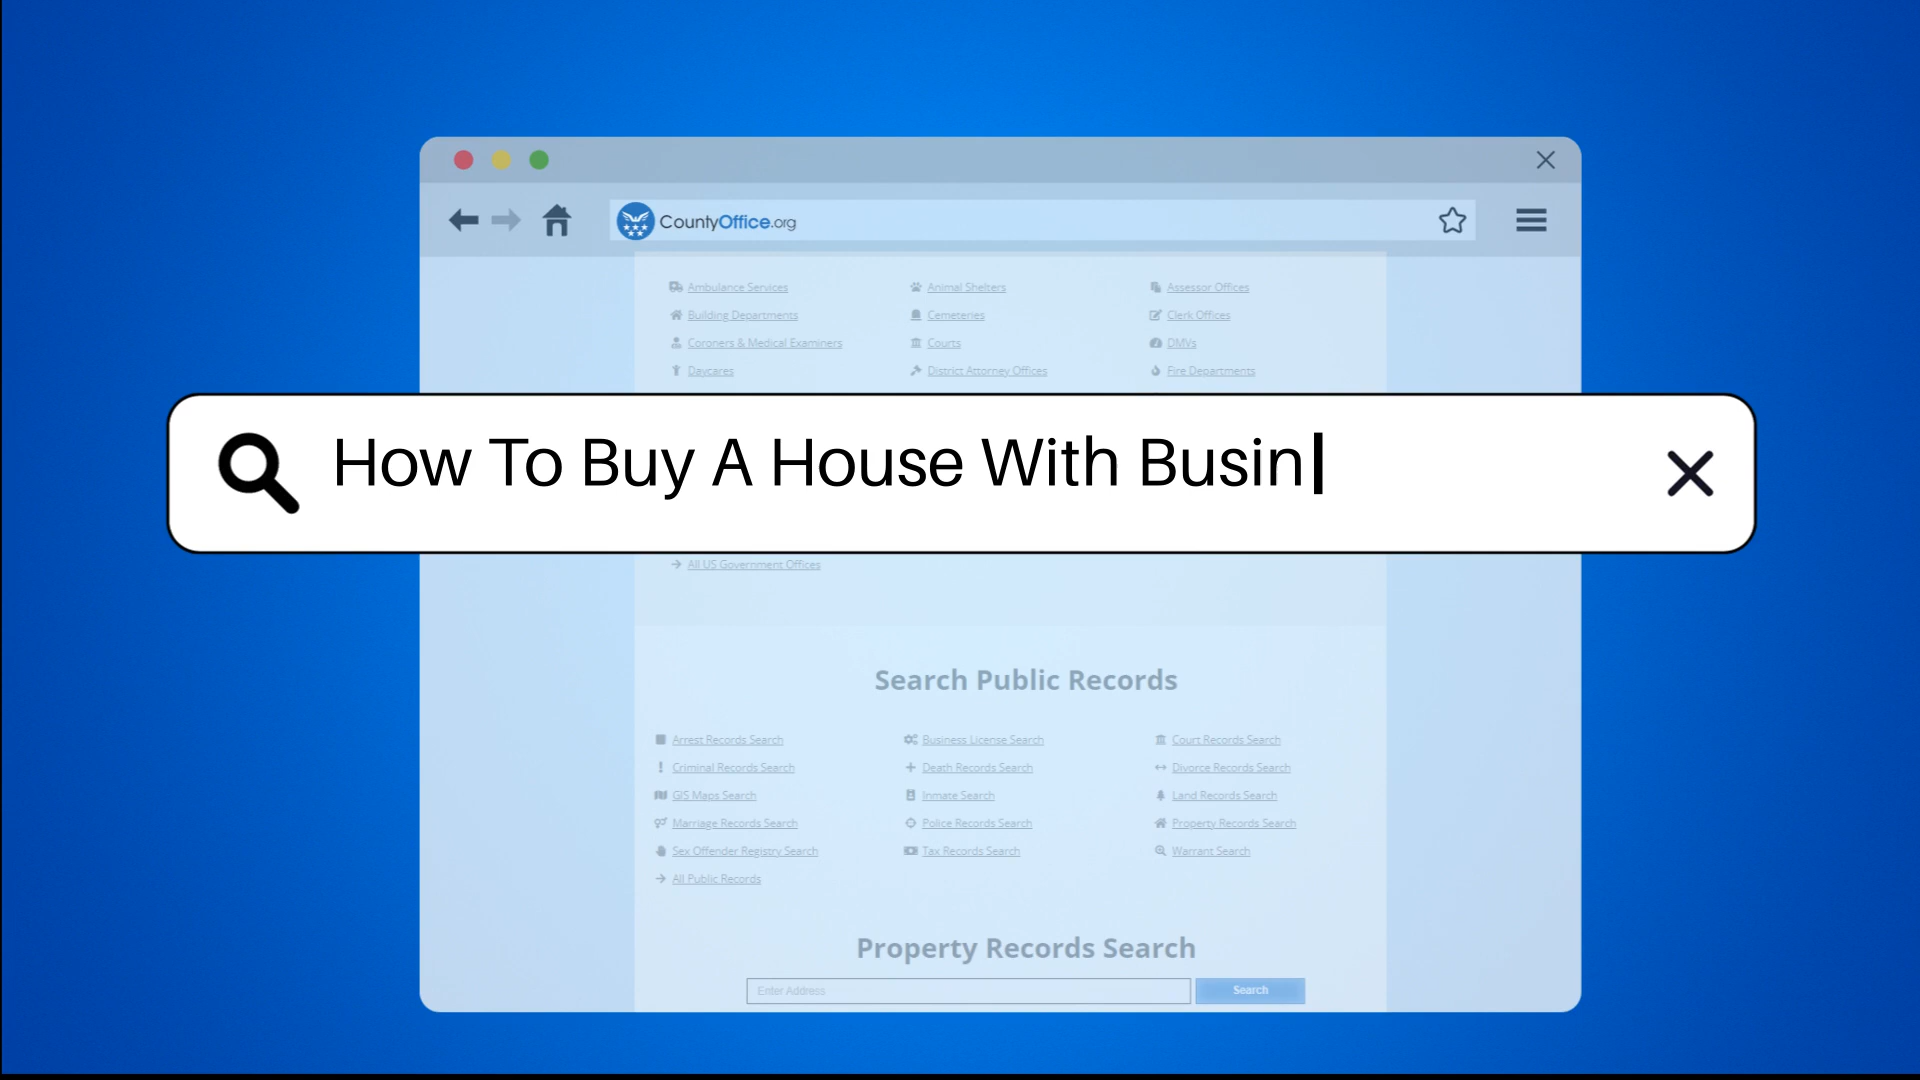 CountyOffice.org
Ambulance Services Animal Shelters Assessor Offices
Building Departments Cemeteries Clerk Offices
Coroners & Medical Examiners Courts DMVs
Daycares District Attorney Offices Fire Departments
How To Buy A House With Busin
All US Government Offices
Search Public Records
Arrest Records Search Business License Search Court Records Search
Criminal Records Search Death Records Search Divorce Records Search
GIS Maps Search Inmate Search Land Records Search
Marriage Records Search Police Records Search Property Records Search
Sex Offender Registry Search Tax Records Search Warrant Search
All Public Records
Property Records Search
Enter Address Search